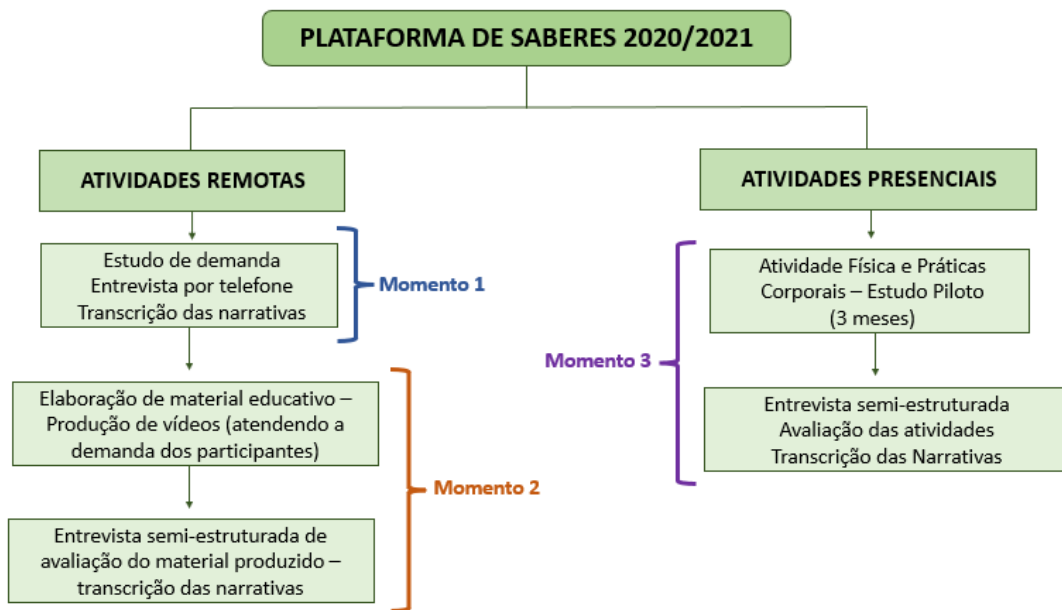 PLATAFORMA DE SABERES 2020/2021
ATIVIDADES REMOTAS
Estudo de demanda
Entrevista por telefone
Transcrição das narrativas
Momento 1
Elaboração de material educativo –
Produção de vídeos (atendendo a
demanda dos participantes)
Momento 2
Entrevista semi-estruturada de
avaliação do material produzido –
transcrição das narrativas
ATIVIDADES PRESENCIAIS
Atividade Física e Práticas
Corporais – Estudo Piloto
(3 meses)
Momento 3
Entrevista semi-estruturada
Avaliação das atividades
Transcrição das Narrativas